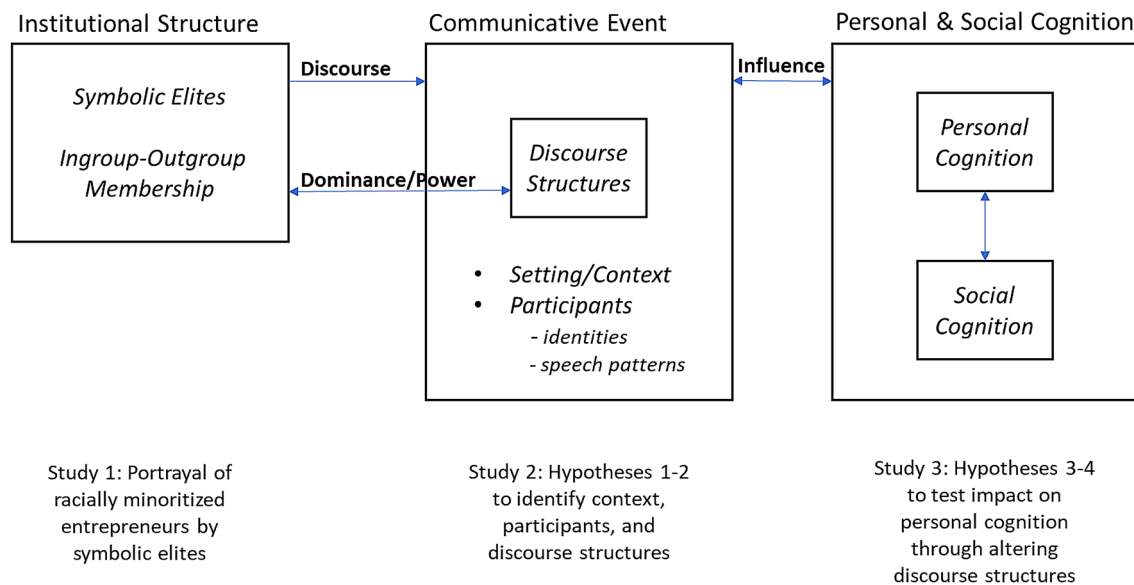 Institutional Structure
Communicative Event
Personal & Social Cognition
Symbolic Elites
Ingroup-Outgroup
Membership
Discourse
Dominance/Power
Discourse
Structures
• Setting/Context
• Participants
- identities
- speech patterns
Influence
Personal
Cognition
Social
Cognition
Study 1: Portrayal of
racially minoritized
entrepreneurs by
symbolic elites
Study 2: Hypotheses 1-2
to identify context,
participants, and
discourse structures
Study 3: Hypotheses 3-4
to test impact on
personal cognition
through altering
discourse structures